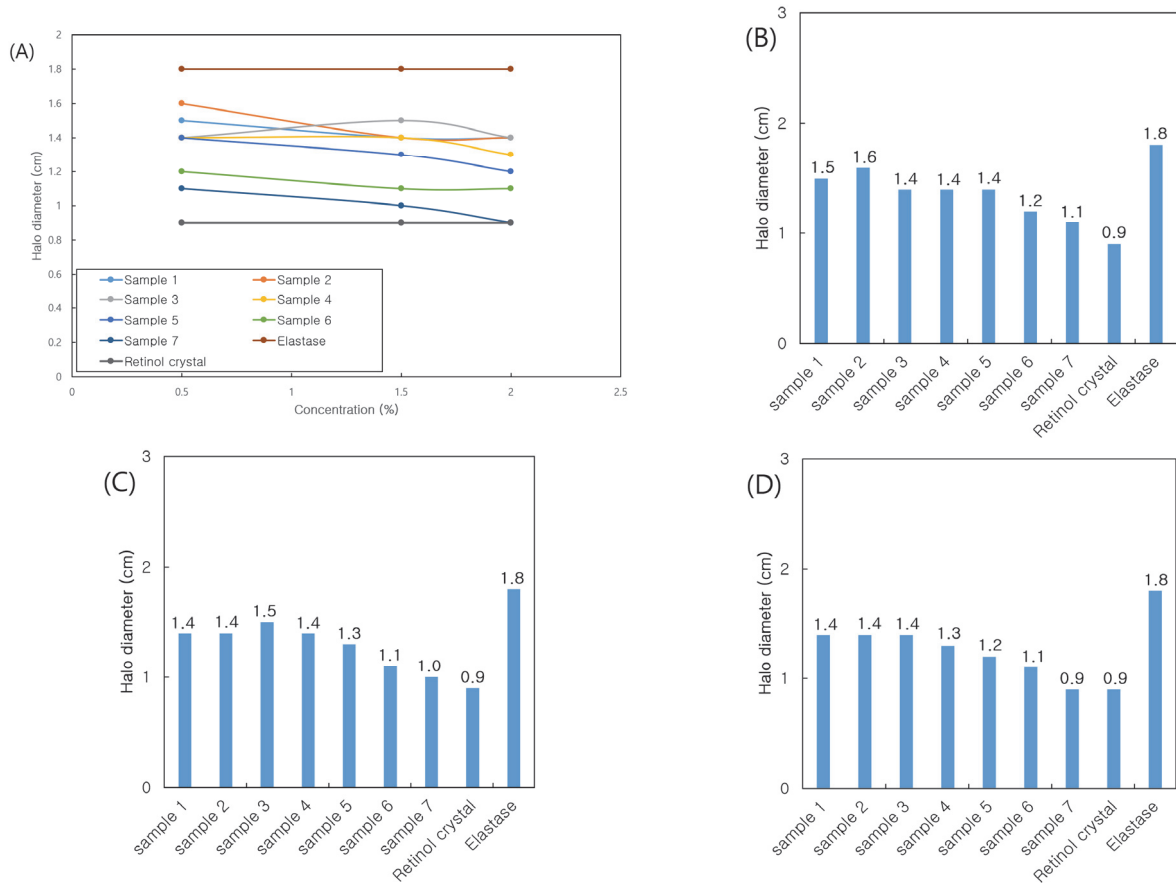 (A)
2
1.8
1.6
1.4
1.2
1
0.8
0.6
0.4
0.2
0
Halo diameter (cm)
Sample 1 Sample 2
Sample 3 Sample 4
Sample 5 Sample 6
Sample 7 Elastase
Retinol crystal
0 0.5 1 1.5 2 2.5
Concentration (%)
(B)
3
2
1
0
Halo diameter (cm)
1.5 1.6 1.4 1.4 1.4 1.2 1.1 0.9 1.8
sample 1 sample 2 sample 3 sample 4 sample 5 sample 6 sample 7 Retinol crystal Elastase
(C)
3
2
1
0
Halo diameter (cm)
1.4 1.4 1.5 1.4 1.3 1.1 1.0 0.9 1.8
sample 1 sample 2 sample 3 sample 4 sample 5 sample 6 sample 7 Retinol crystal Elastase
(D)
3
2
1
0
Halo diameter (cm)
1.4 1.4 1.4 1.3 1.2 1.1 0.9 0.9 1.8
sample 1 sample 2 sample 3 sample 4 sample 5 sample 6 sample 7 Retinol crystal Elastase